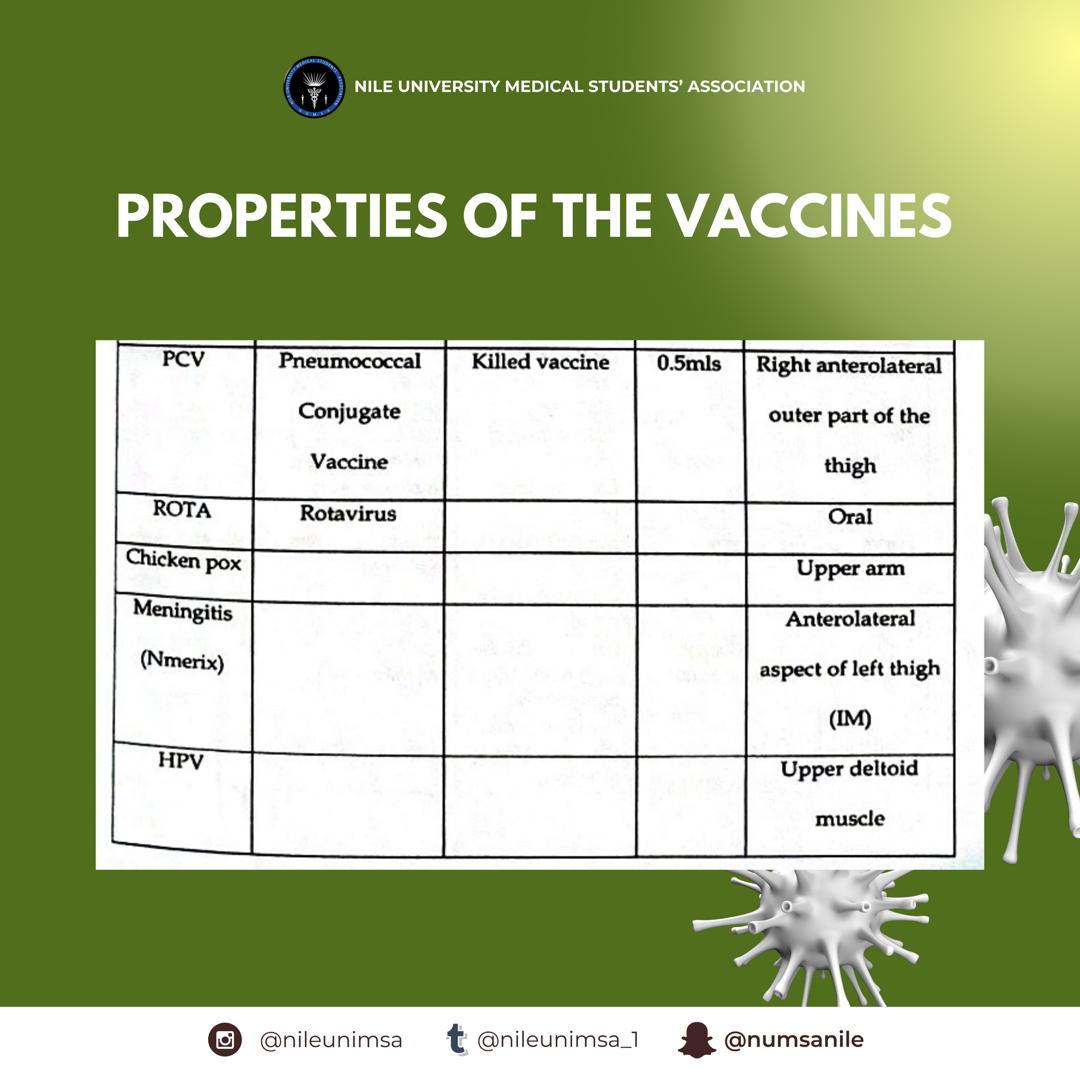 NILE UNIVERSITY MEDICAL STUDENTS' ASSOCIATION
PROPERTIES OF THE VACCINES
PCV
Pneumococcal
Conjugate
Vaccine
Killed vaccine
0.5mls
Right anterolateral
outer part of the
thigh
ROTA
Rotavirus
Oral
Chicken pox
Upper arm
Meningitis
(Nmerix)
Anterolateral
aspect of left thigh
(IM)
HPV
Upper deltoid
muscle
@nileunimsa
@nileunimsa_1
@numsanile